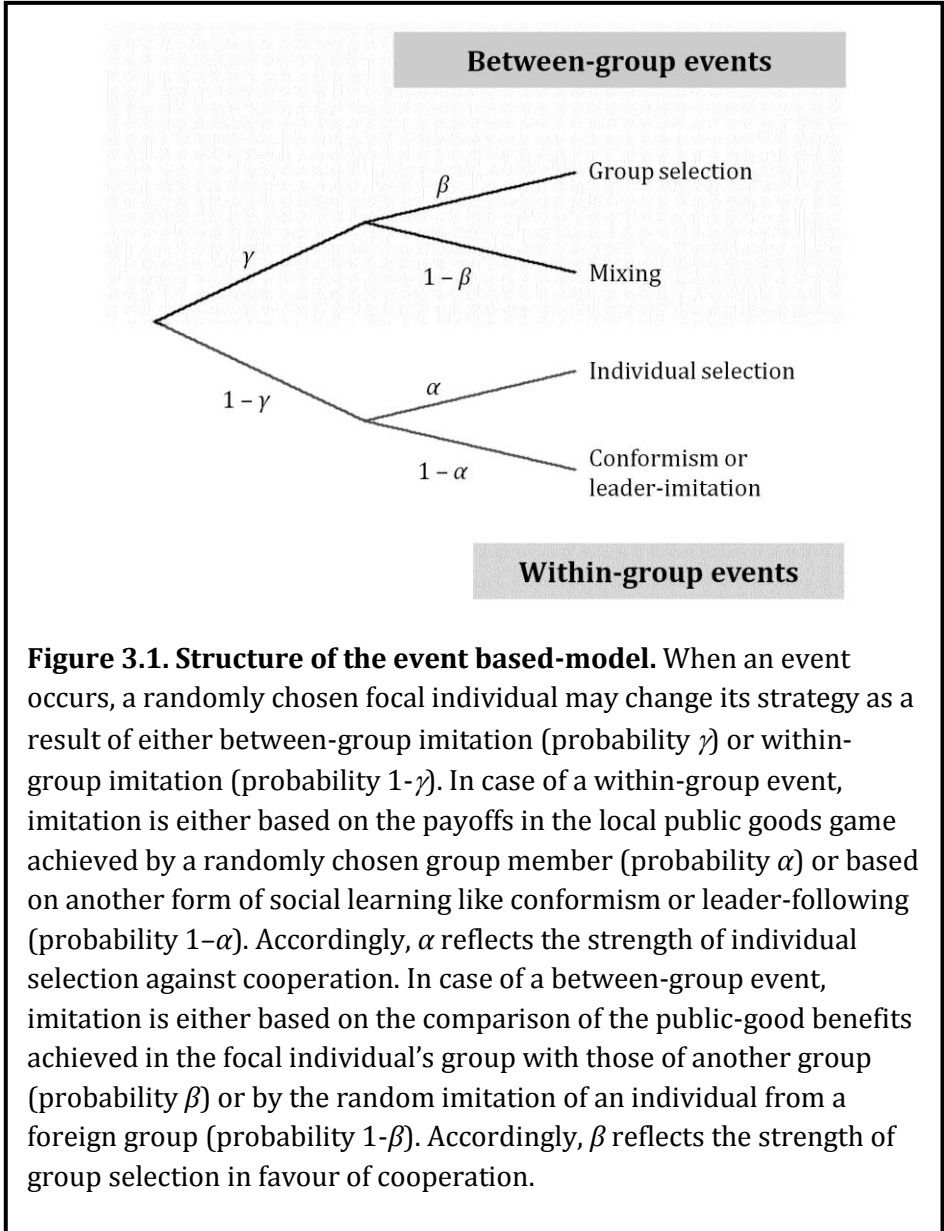 Between-group events
β
Group selection
γ
1 – β
Mixing
Individual selection
α
1 – γ
1 – α
Conformism or
leader-imitation
Within-group events
Figure 3.1. Structure of the event based-model. When an event
occurs, a randomly chosen focal individual may change its strategy as a
result of either between-group imitation (probability γ) or within-
group imitation (probability 1-γ). In case of a within-group event,
imitation is either based on the payoffs in the local public goods game
achieved by a randomly chosen group member (probability α) or based
on another form of social learning like conformism or leader-following
(probability 1–α). Accordingly, α reflects the strength of individual
selection against cooperation. In case of a between-group event,
imitation is either based on the comparison of the public-good benefits
achieved in the focal individual's group with those of another group
(probability β) or by the random imitation of an individual from a
foreign group (probability 1-β). Accordingly, β reflects the strength of
group selection in favour of cooperation.